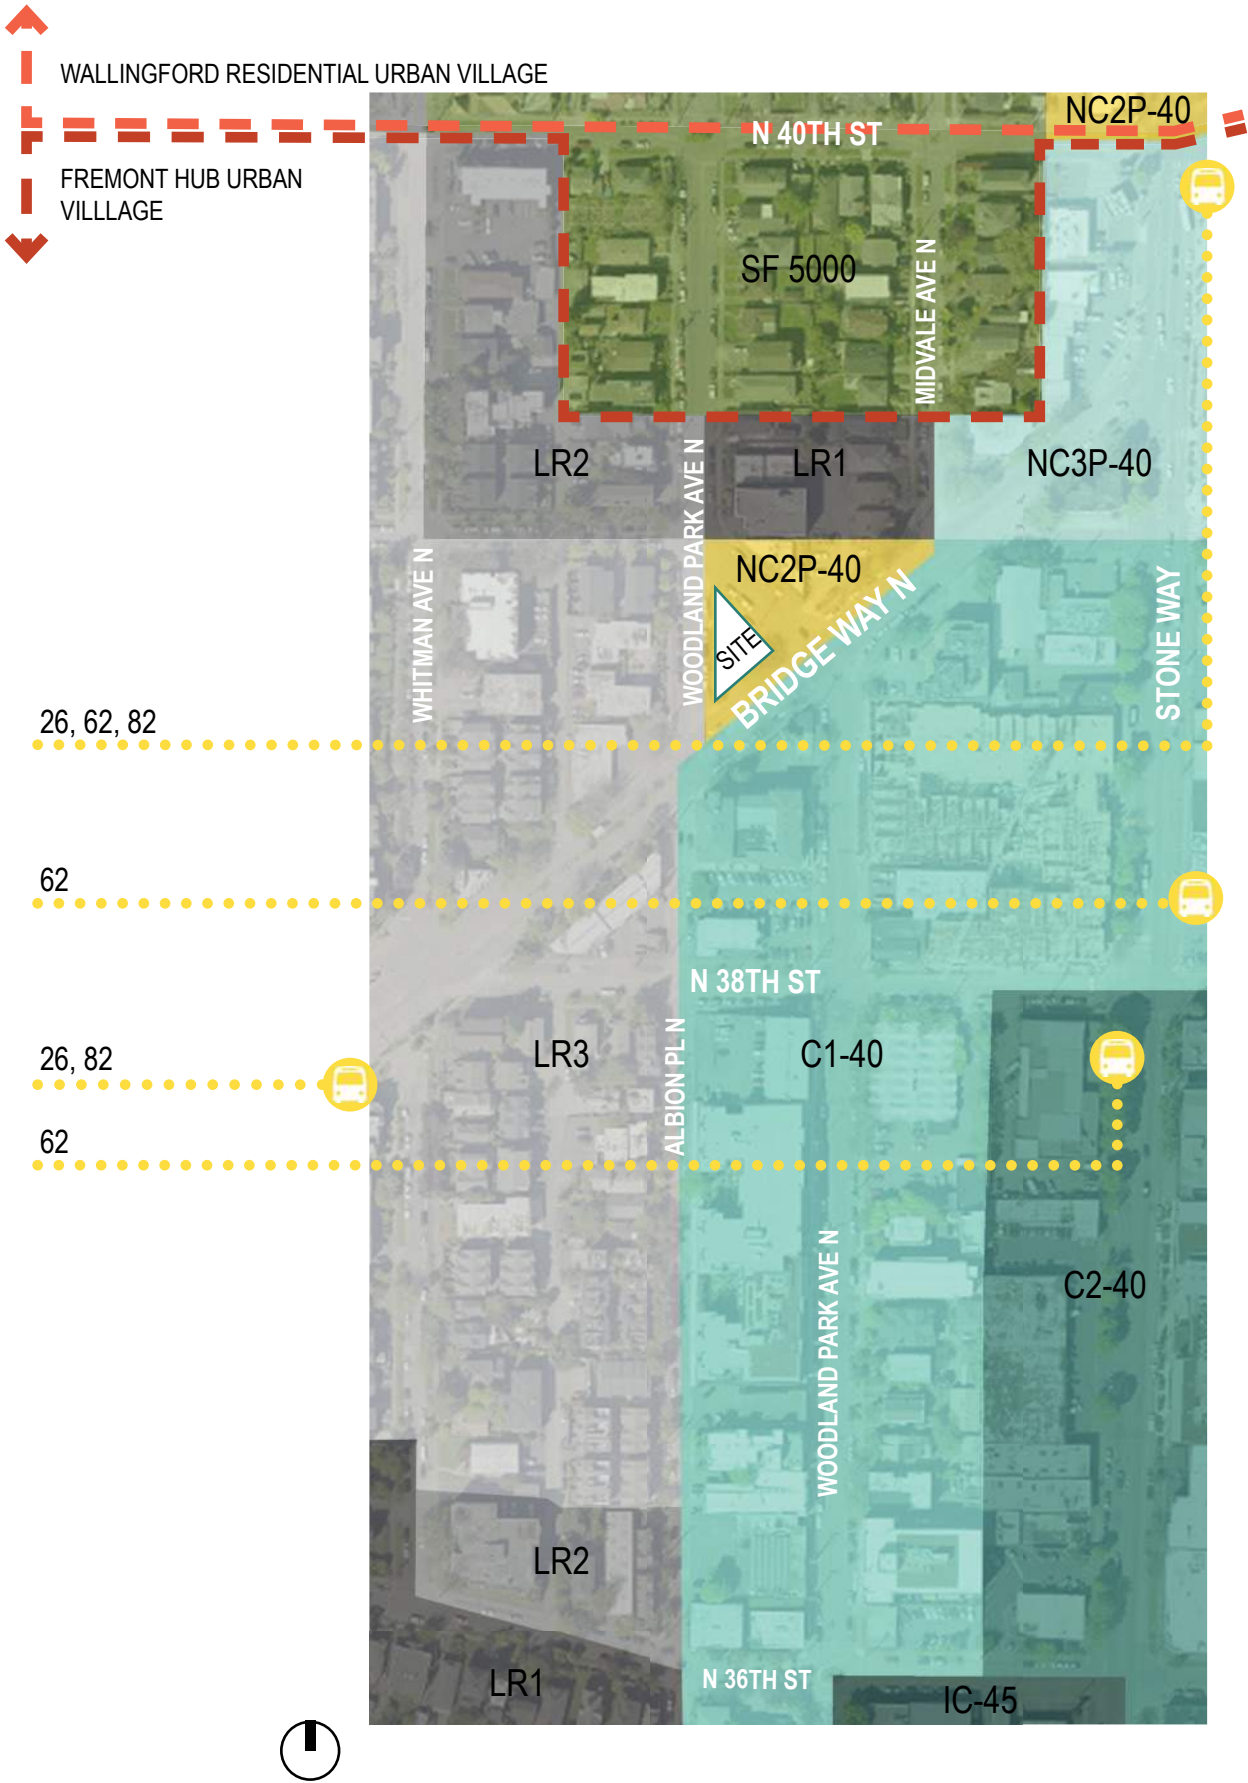 WALLINGFORD RESIDENTIAL URBAN VILLAGE
NC2P-40
N 40TH ST
FREMONT HUB URBAN
VILLLAGE
SF 5000
MIDVALE AVE N
LR2
WOODLAND PARK AVE N
LR1
NC3P-40
WHITMAN AVE N
NC2P-40
SITE
BRIDGE WAY N
STONE WAY
26, 62, 82
62
N 38TH ST
26, 82
LR3
ALBION PL N
C1-40
62
WOODLAND PARK AVE N
C2-40
LR2
LR1
N 36TH ST
IC-45